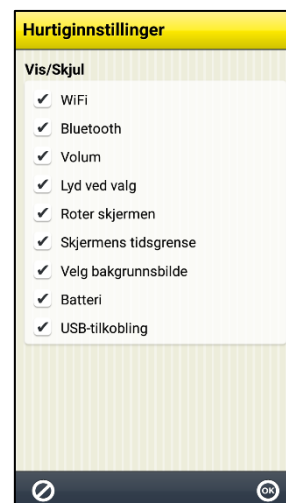 Hurtiginnstillinger
Vis/Skjul
WiFi
Bluetooth
Volum
Lyd ved valg
Roter skjermen
Skjermens tidsgrense
Velg bakgrunnsbilde
Batteri
USB-tilkobling
OK